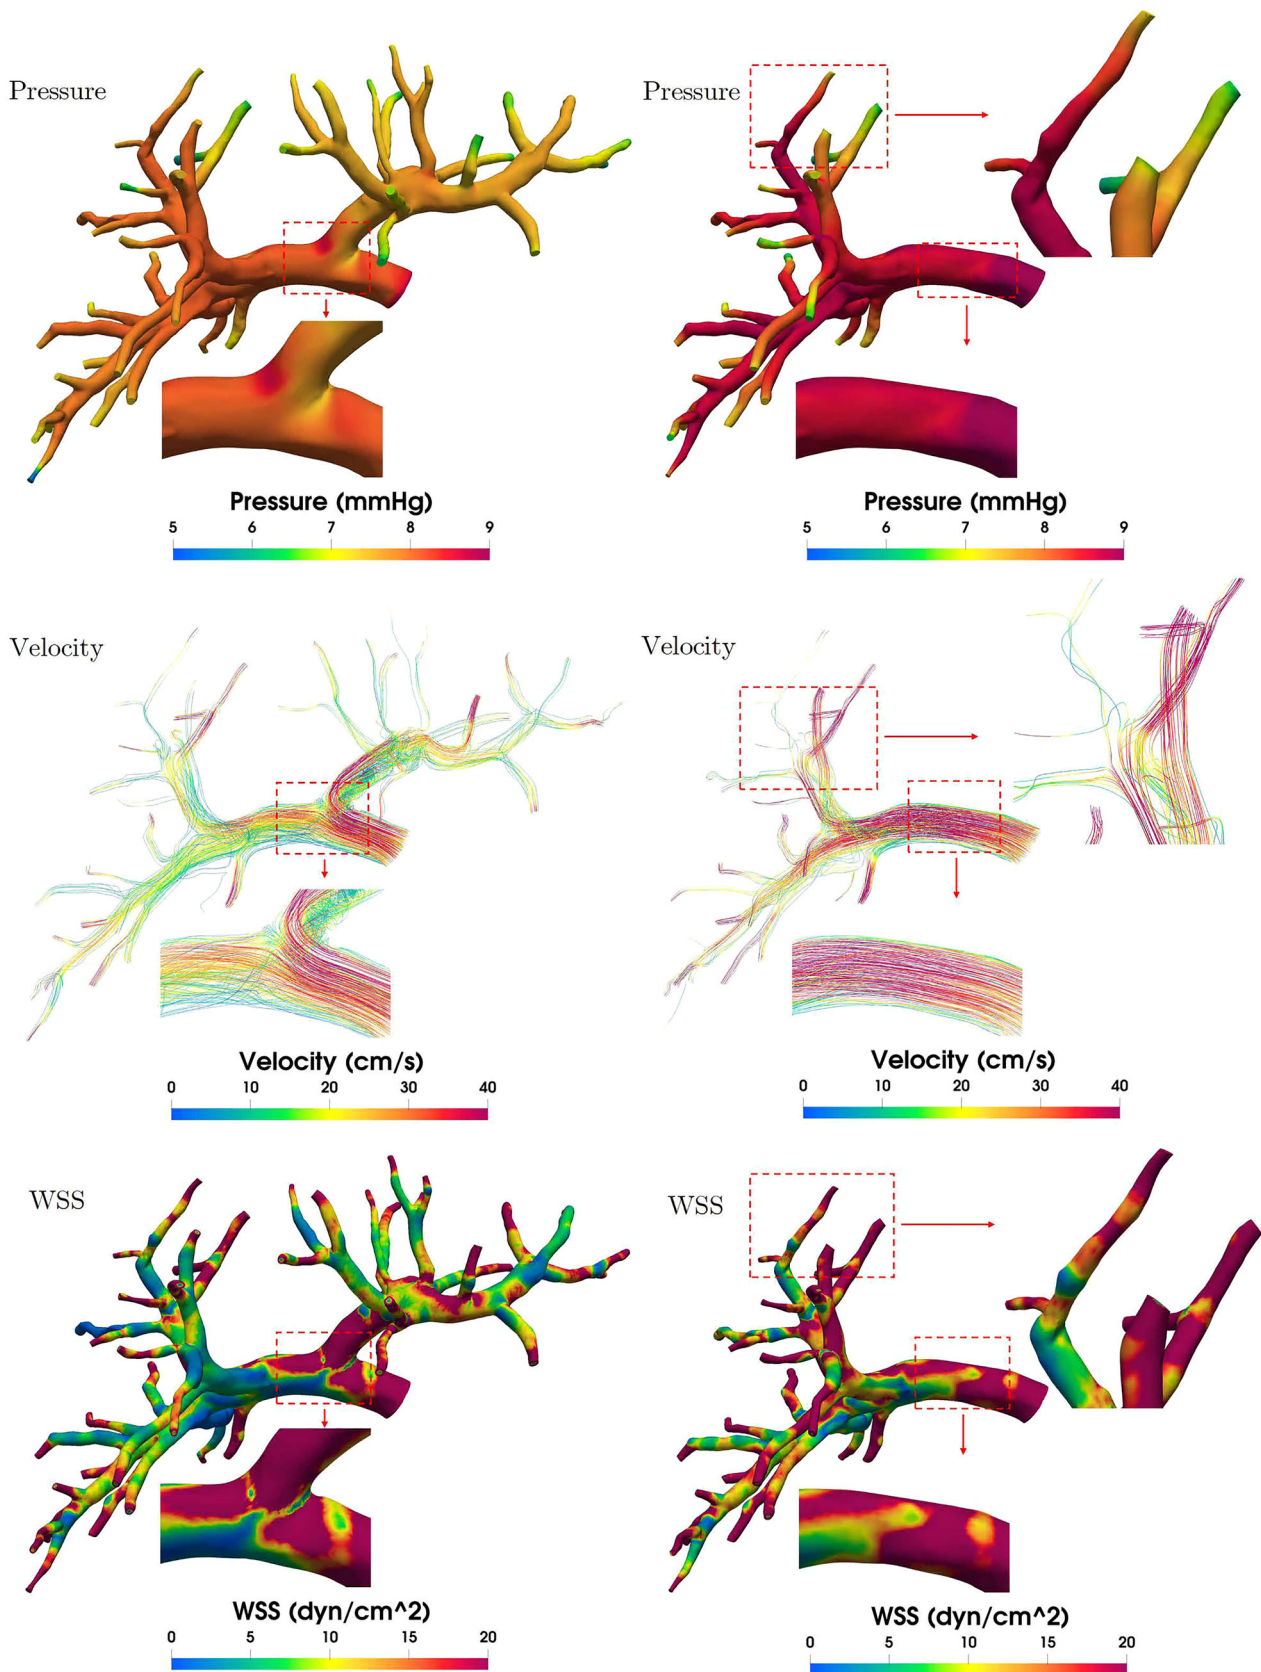 Pressure
Pressure
Pressure (mmHg)
5 6 7 8 9
Pressure (mmHg)
5 6 7 8 9
Velocity
Velocity
Velocity (cm/s)
0 10 20 30 40
Velocity (cm/s)
0 10 20 30 40
WSS
WSS
WSS (dyn/cm^2)
0 5 10 15 20
WSS (dyn/cm^2)
0 5 10 15 20